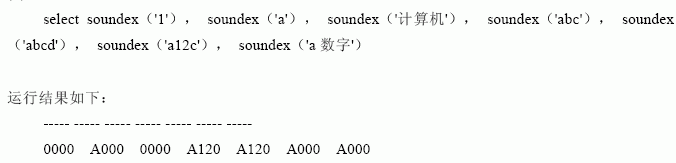 select soundex（'1'）， soundex（'a'）， soundex（'计算机'）， soundex（'abc'）， soundex
（'abcd'）， soundex（'a12c'）， soundex（'a 数字'）
运行结果如下：
----- ----- ----- ----- ----- ----- -----
0000 A000 0000 A120 A120 A000 A000